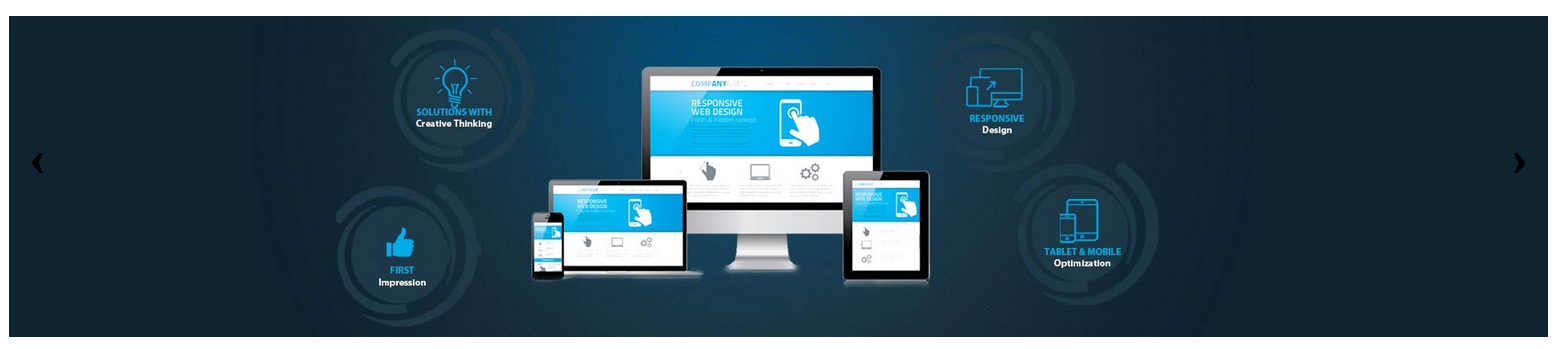 SOLUTIONS WITH
Creative Thinking
FIRST
Impression
COMPANY
RESPONSIVE
WEB DESIGN
Fresh & modern concept
RESPONSIVE
WEB DESIGN
RESPONSIVE
WEB DESIGN
RESPONSIVE
Design
TABLET & MOBILE
Optimization